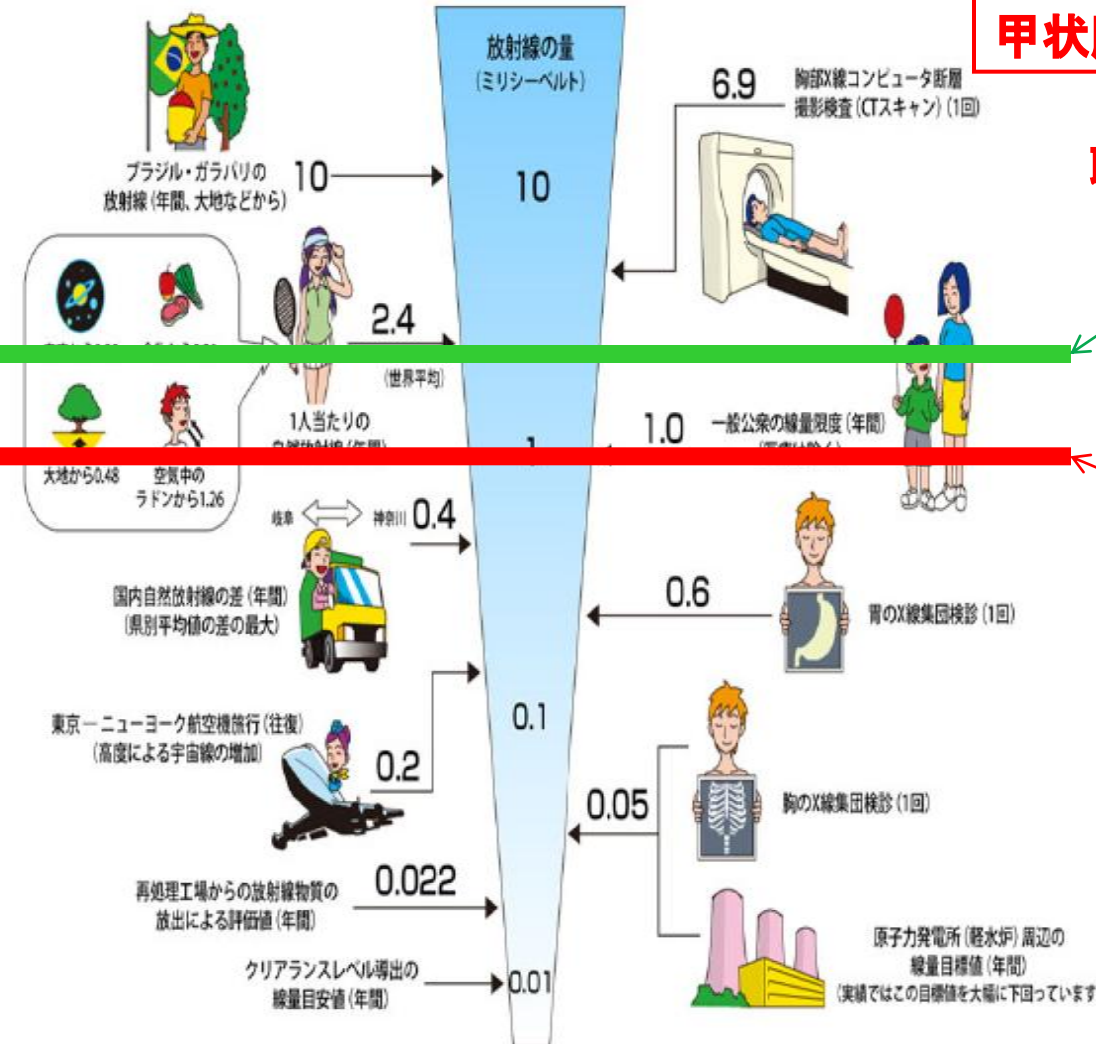 放射線の量
(ミリシーベルト)
甲状
6.9
胸部X線コンピュータ断層
撮影検査(CTスキャン)(1回)
ブラジル・ガラパリの
放射線(年間、大地などから)
10
10
2.4
(世界平均)
1人当たりの
大地から0.48
空気中の
ラドンから1.26
1.0
一般公衆の線量限度(年間)
岐阜
神奈川
0.4
国内自然放射線の差(年間)
(県別平均値の差の最大)
0.6
胃のX線集団検診(1回)
0.1
東京―ニューヨーク航空機旅行(往復)
(高度による宇宙線の増加)
0.2
0.05
胸のX線集団検診(1回)
再処理工場からの放射線物質の
放出による評価値(年間)
0.022
クリアランスレベル導出の
線量目安値(年間)
0.01
原子力発電所(軽水炉)周辺の
線量目標値(年間)
(実績ではこの目標値を大幅に下回っています